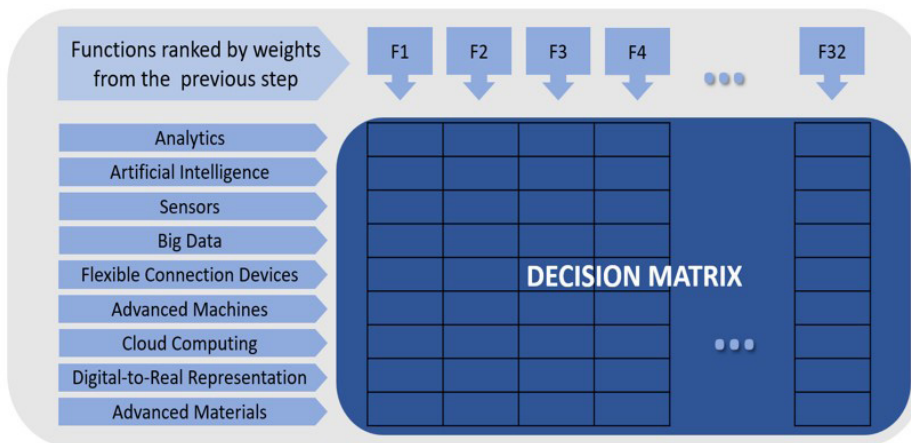 Functions ranked by weights
from the previous step
F1
F2
F3
F4
...
F32
Analytics
Artificial Intelligence
Sensors
Big Data
Flexible Connection Devices
DECISION MATRIX
Advanced Machines
Cloud Computing
...
Digital-to-Real Representation
Advanced Materials